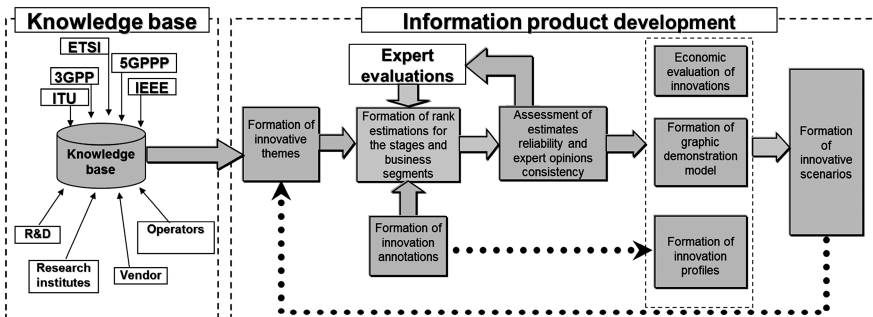 Knowledge base
Information product development
ETSI
5GPPP
3GPP
IEEE
ITU
Knowledge
base
R&D
Operators
Research
institutes
Vendor
Formation of
innovative
themes
Expert
evaluations
Formation of rank
estimations for
the stages and
business
segments
Formation of
innovation
annotations
Assessment of
estimates
reliability and
expert opinions
consistency
Economic
evaluation of
innovations
Formation of
graphic
demonstration
model
Formation of
innovation
profiles
Formation
of
innovative
scenarios